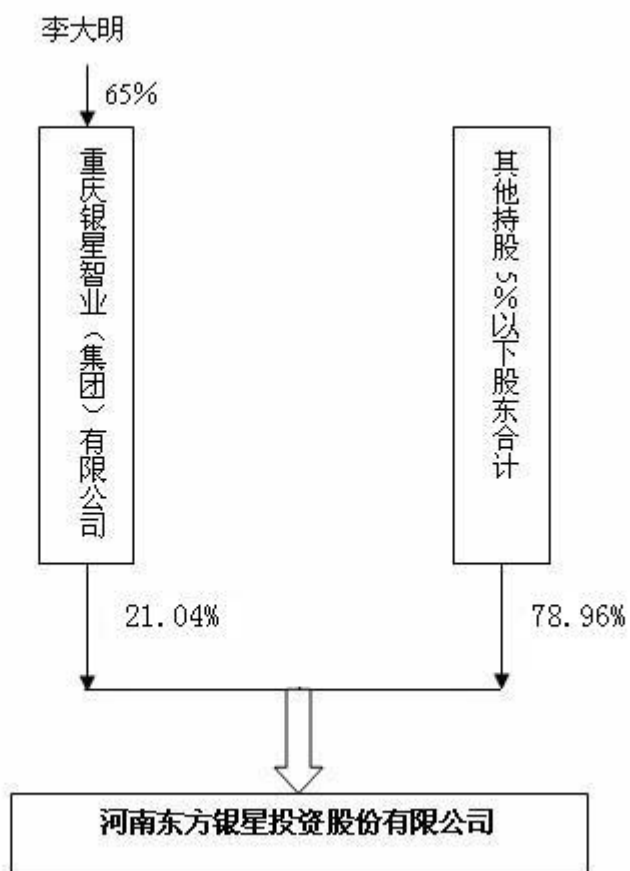 李大明
65%
重庆银星智业（集团）有限公司
其他持股5%以下股东合计
21.04%
78.96%
河南东方银星投资股份有限公司